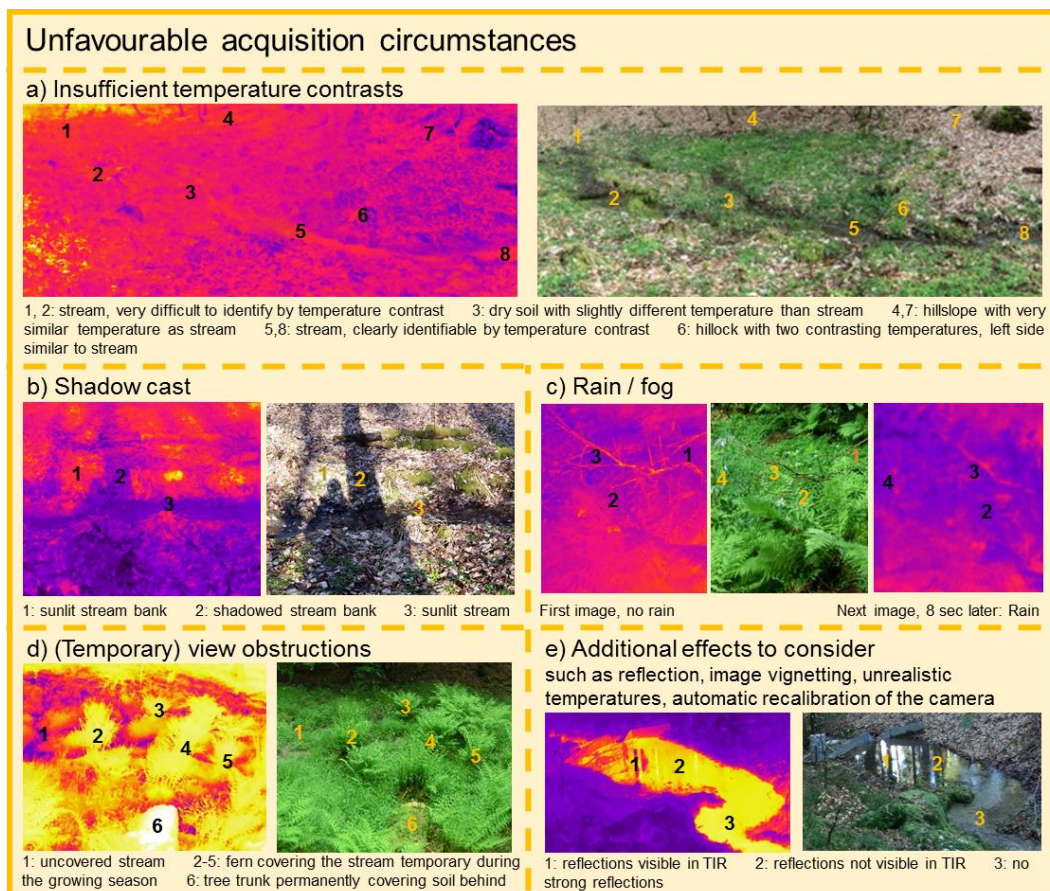 Unfavourable acquisition circumstances
a) Insufficient temperature contrasts
1
4
7
2
3
6
5
8
1
4
7
2
3
6
5
8
1, 2: stream, very difficult to identify by temperature contrast 3: dry soil with slightly different temperature than stream 4,7: hillslope with very
similar temperature as stream 5,8: stream, clearly identifiable by temperature contrast 6: hillock with two contrasting temperatures, left side
similar to stream
b) Shadow cast
1
2
3
1
2
3
1: sunlit stream bank 2: shadowed stream bank 3: sunlit stream
c) Rain / fog
3
1
2
1
4
3
2
3
4
2
First image, no rain Next image, 8 sec later: Rain
d) (Temporary) view obstructions
3
1
2
4
5
6
3
1
2
4
5
6
1: uncovered stream 2-5: fern covering the stream temporary during
the growing season 6: tree trunk permanently covering soil behind
e) Additional effects to consider
such as reflection, image vignetting, unrealistic
temperatures, automatic recalibration of the camera
1
2
3
1
2
3
1: reflections visible in TIR 2: reflections not visible in TIR 3: no
strong reflections